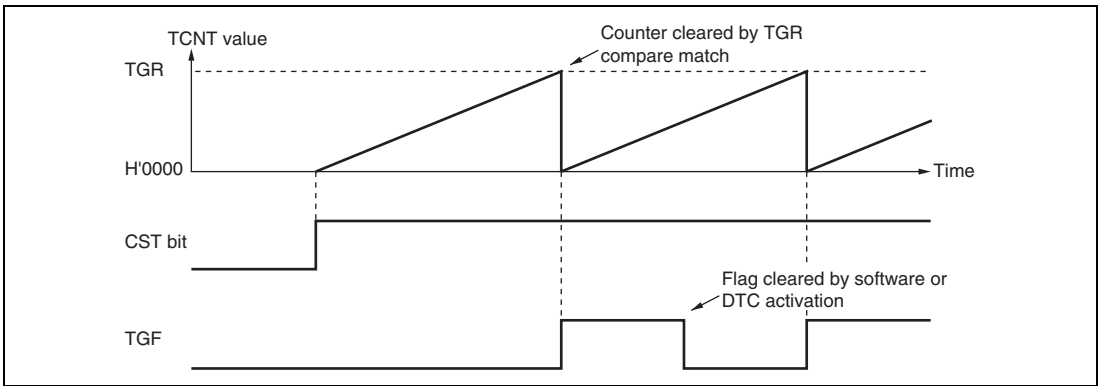 TCNT value
Counter cleared by TGR
compare match
TGR
H'0000
Time
CST bit
Flag cleared by software or
DTC activation
TGF